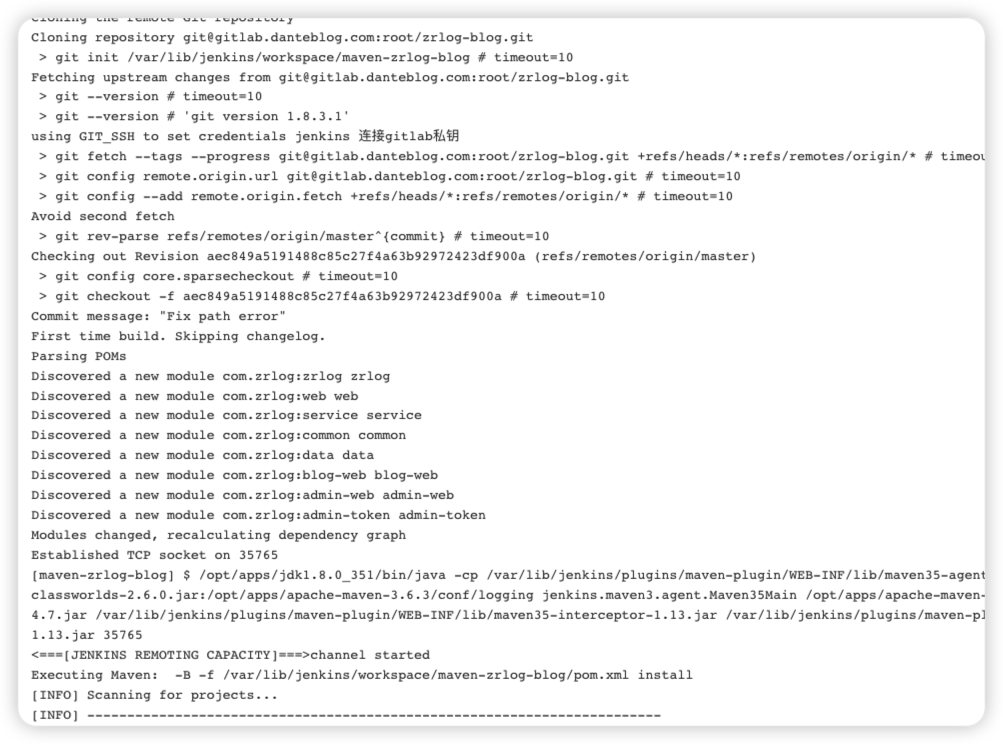 Cloning the remote Git repository
Cloning repository git@gitlab.danteblog.com:root/zrlog-blog.git
 > git init /var/lib/jenkins/workspace/maven-zrlog-blog # timeout=10
Fetching upstream changes from git@gitlab.danteblog.com:root/zrlog-blog.git
 > git --version # timeout=10
 > git --version # 'git version 1.8.3.1'
using GIT_SSH to set credentials jenkins 连接gitlab私钥
 > git fetch --tags --progress git@gitlab.danteblog.com:root/zrlog-blog.git +refs/heads/*:refs/remotes/origin/* # timeou
 > git config remote.origin.url git@gitlab.danteblog.com:root/zrlog-blog.git # timeout=10
 > git config --add remote.origin.fetch +refs/heads/*:refs/remotes/origin/* # timeout=10
Avoid second fetch
 > git rev-parse refs/remotes/origin/master^{commit} # timeout=10
Checking out Revision aec849a5191488c85c27f4a63b92972423df900a (refs/remotes/origin/master)
 > git config core.sparsecheckout # timeout=10
 > git checkout -f aec849a5191488c85c27f4a63b92972423df900a # timeout=10
Commit message: "Fix path error"
First time build. Skipping changelog.
Parsing POMs
Discovered a new module com.zrlog:zrlog zrlog
Discovered a new module com.zrlog:web web
Discovered a new module com.zrlog:service service
Discovered a new module com.zrlog:common common
Discovered a new module com.zrlog:data data
Discovered a new module com.zrlog:blog-web blog-web
Discovered a new module com.zrlog:admin-web admin-web
Discovered a new module com.zrlog:admin-token admin-token
Modules changed, recalculating dependency graph
Established TCP socket on 35765
[maven-zrlog-blog] $ /opt/apps/jdk1.8.0_351/bin/java -cp /var/lib/jenkins/plugins/maven-plugin/WEB-INF/lib/maven35-agent
classworlds-2.6.0.jar:/opt/apps/apache-maven-3.6.3/conf/logging jenkins.maven3.agent.Maven35Main /opt/apps/apache-maven-
4.7.jar /var/lib/jenkins/plugins/maven-plugin/WEB-INF/lib/maven35-interceptor-1.13.jar /var/lib/jenkins/plugins/maven-pl
1.13.jar 35765
<===[JENKINS REMOTING CAPACITY]===>channel started
Executing Maven:  -B -f /var/lib/jenkins/workspace/maven-zrlog-blog/pom.xml install
[INFO] Scanning for projects...
[INFO] ------------------------------------------------------------------------